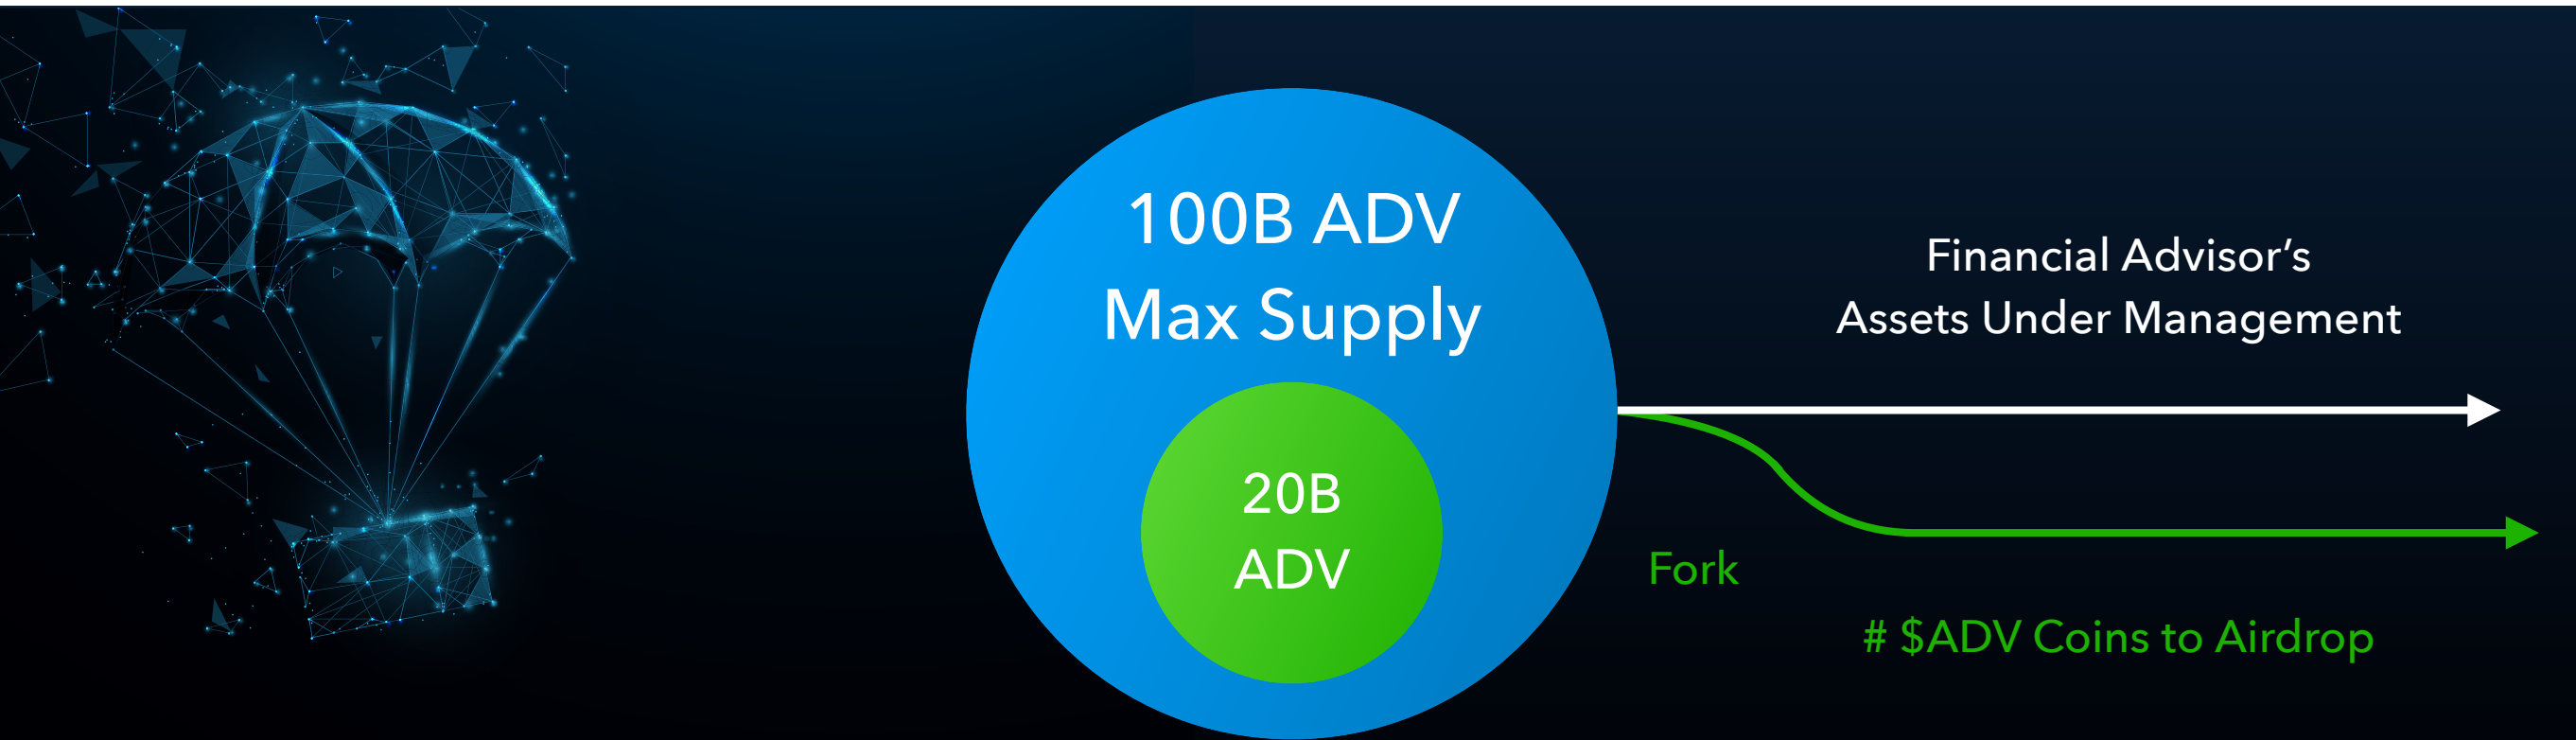 100B ADV
Max Supply
20B
ADV
Financial Advisor’s
Assets Under Management
Fork
# $ADV Coins to Airdrop